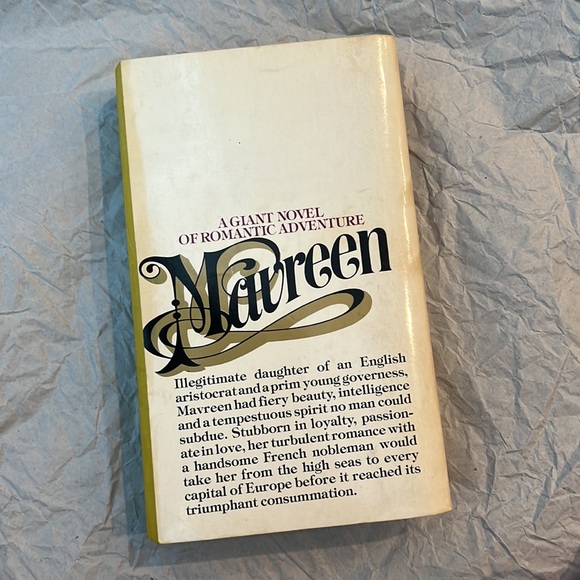 A GIANT NOVEL
OF ROMANTIC ADVENTURE
Mavreen
Illegitimate daughter of an English
aristocrat and a prim young governess,
Mavreen had fiery beauty, intelligence
and a tempestuous spirit no man could
subdue. Stubborn in loyalty, passion-
ate in love, her turbulent romance with
a handsome French nobleman would
take her from the high seas to every
capital of Europe before it reached its
triumphant consummation.